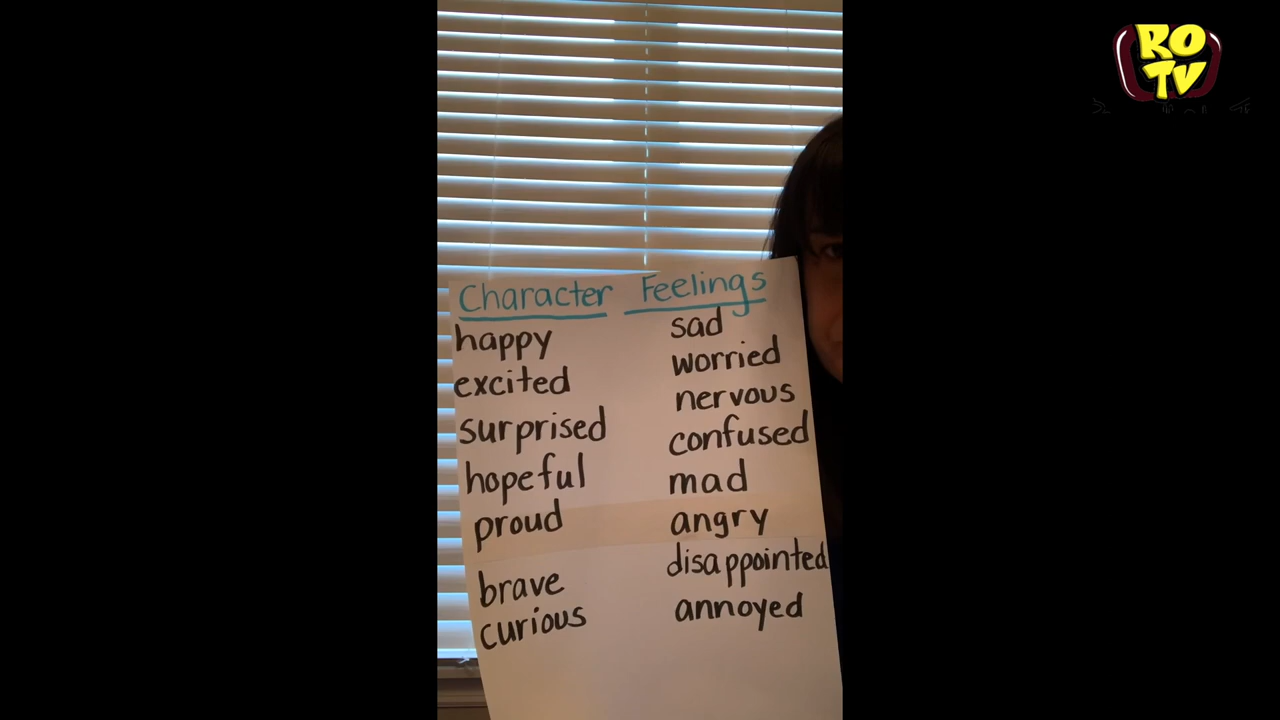 RO
TV
Character Feelings
happy
excited
surprised
hopeful
proud
brave
curious
sad
worried
nervous
confused
mad
angry
disappointed
annoyed